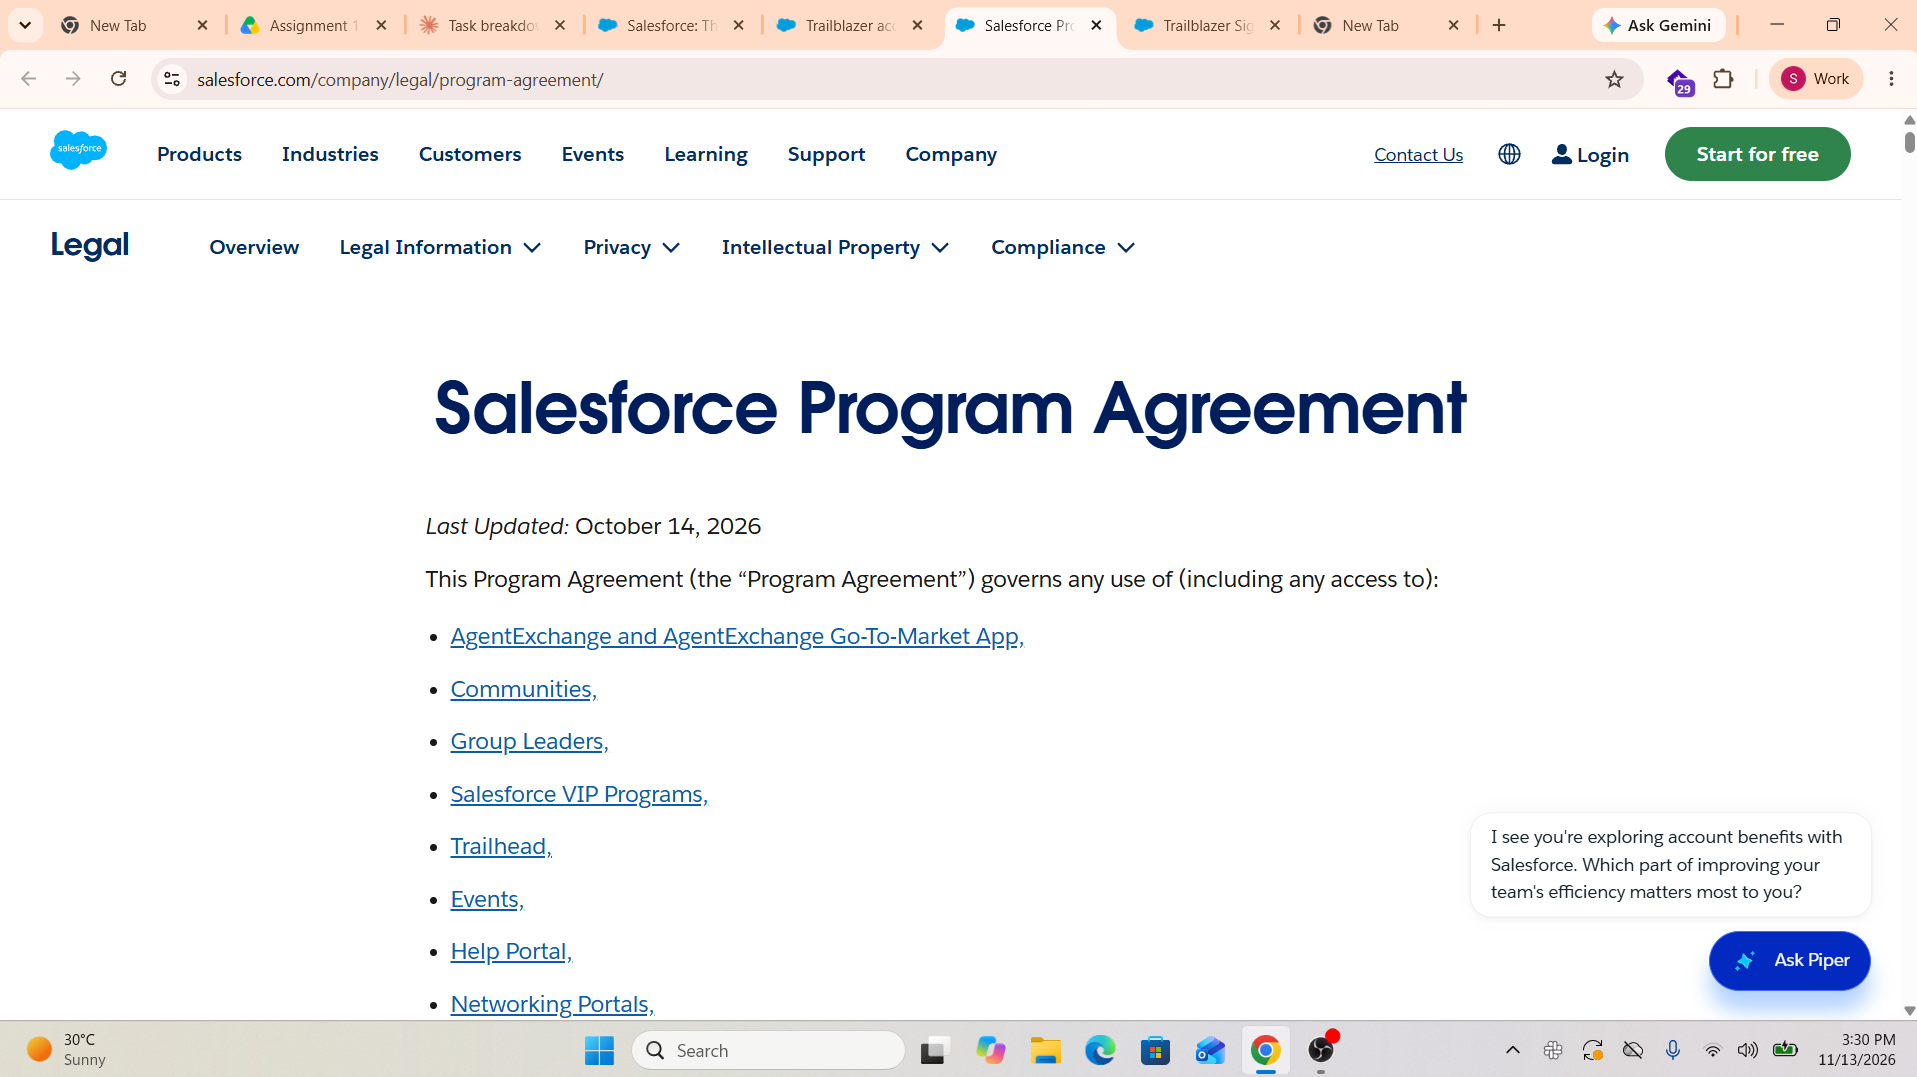 New Tab
Assignment 1
Task breakdo
Salesforce: Th
Trailblazer acc
Salesforce Pro
Trailblazer Sig
New Tab
Ask Gemini
salesforce.com/company/legal/program-agreement/
29
S
Work
salesforce
Products
Industries
Customers
Events
Learning
Support
Company
Contact Us
Login
Start for free
Legal
Overview
Legal Information
Privacy
Intellectual Property
Compliance
Salesforce Program Agreement
Last Updated: October 14, 2026
This Program Agreement (the “Program Agreement”) governs any use of (including any access to):
• AgentExchange and AgentExchange Go-To-Market App,
• Communities,
• Group Leaders,
• Salesforce VIP Programs,
• Trailhead,
• Events,
• Help Portal,
• Networking Portals,
I see you're exploring account benefits with
Salesforce. Which part of improving your
team's efficiency matters most to you?
Ask Piper
30°C
Sunny
Search
3:30 PM
11/13/2026